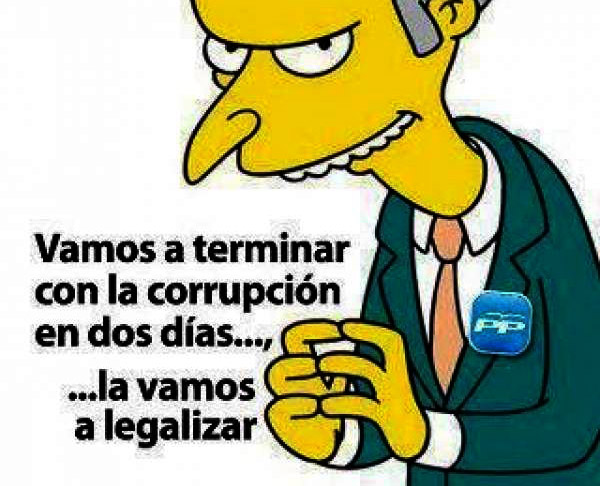 Vamos a terminar
con la corrupción
en dos días...,
...la vamos
a legalizar
PP